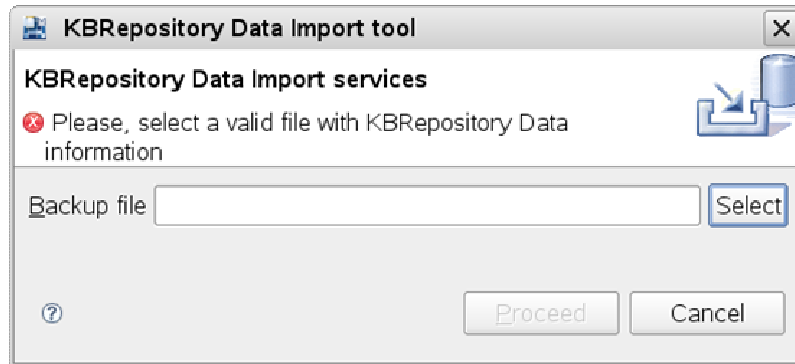 KBRepository Data Import tool
KBRepository Data Import services
Please, select a valid file with KBRepository Data
information
Backup file Select
Proceed Cancel